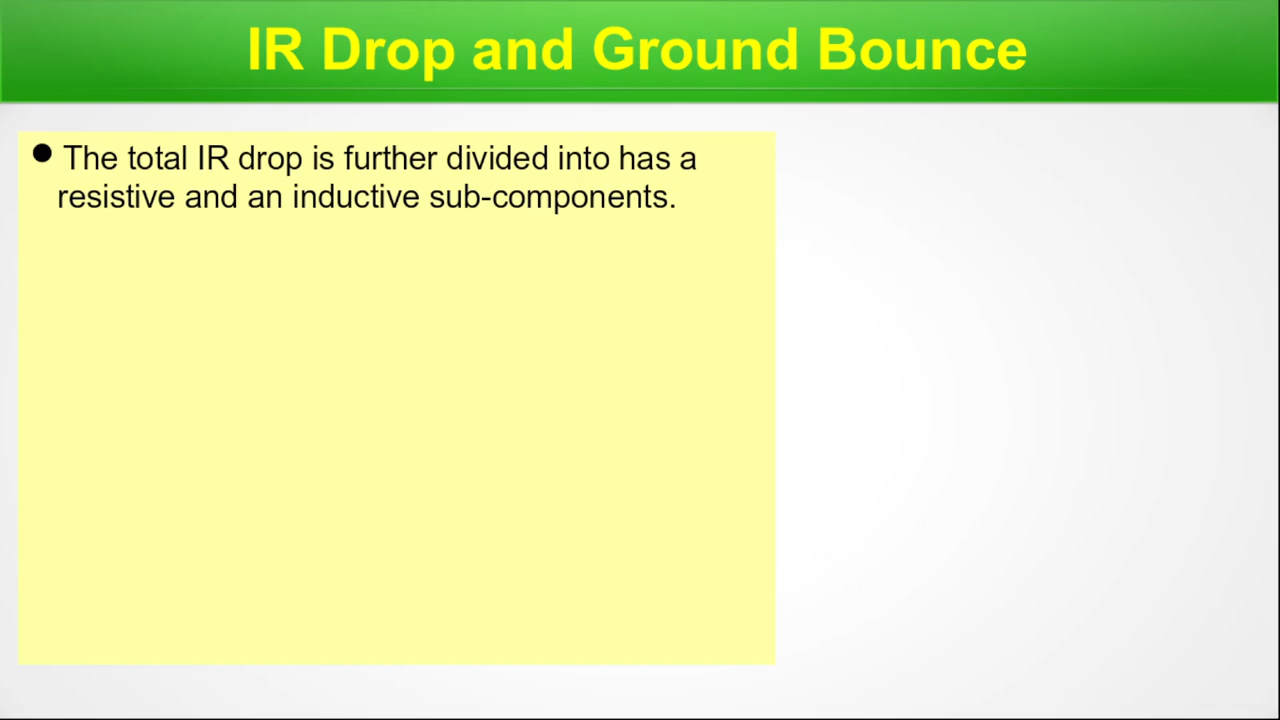 IR Drop and Ground Bounce
● The total IR drop is further divided into has a
resistive and an inductive sub-components.